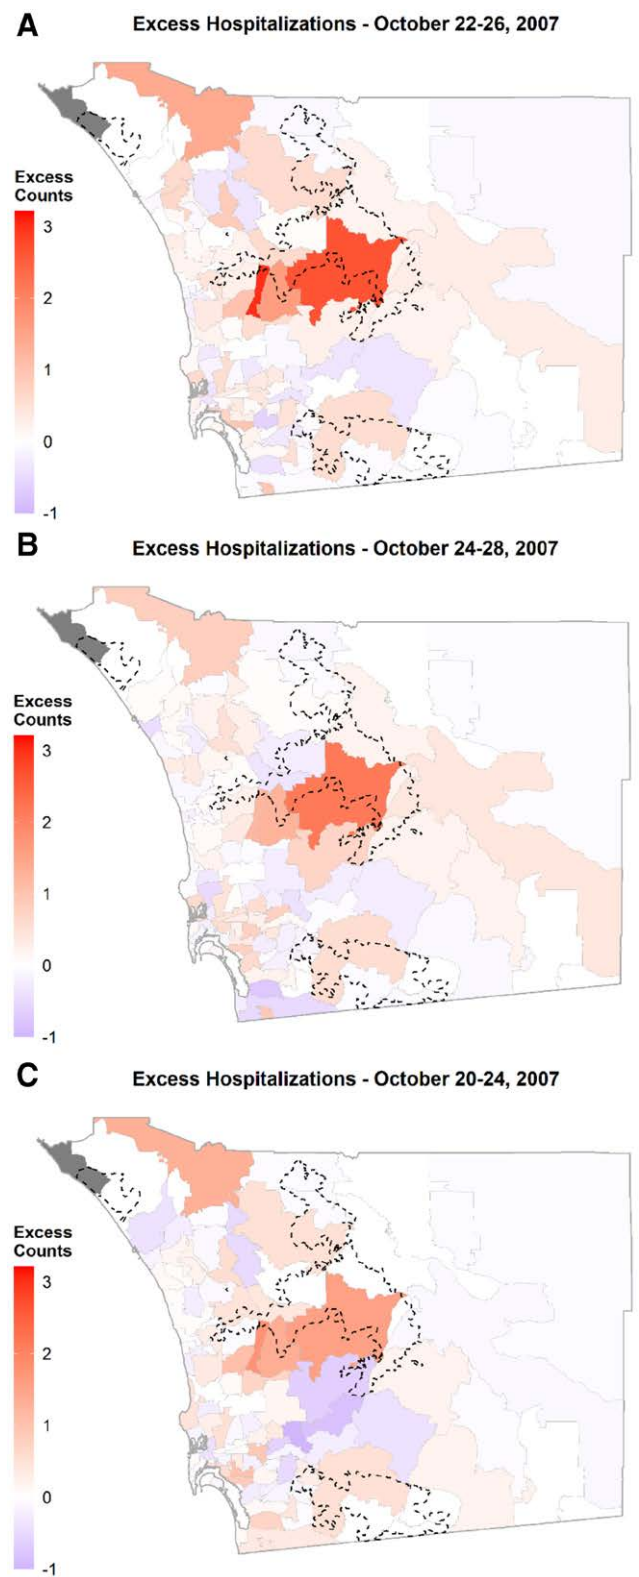 A
Excess Hospitalizations - October 22-26, 2007
Excess
Counts
3
2
1
0
-1
B
Excess Hospitalizations - October 24-28, 2007
Excess
Counts
3
2
1
0
-1
C
Excess Hospitalizations - October 20-24, 2007
Excess
Counts
3
2
1
0
-1